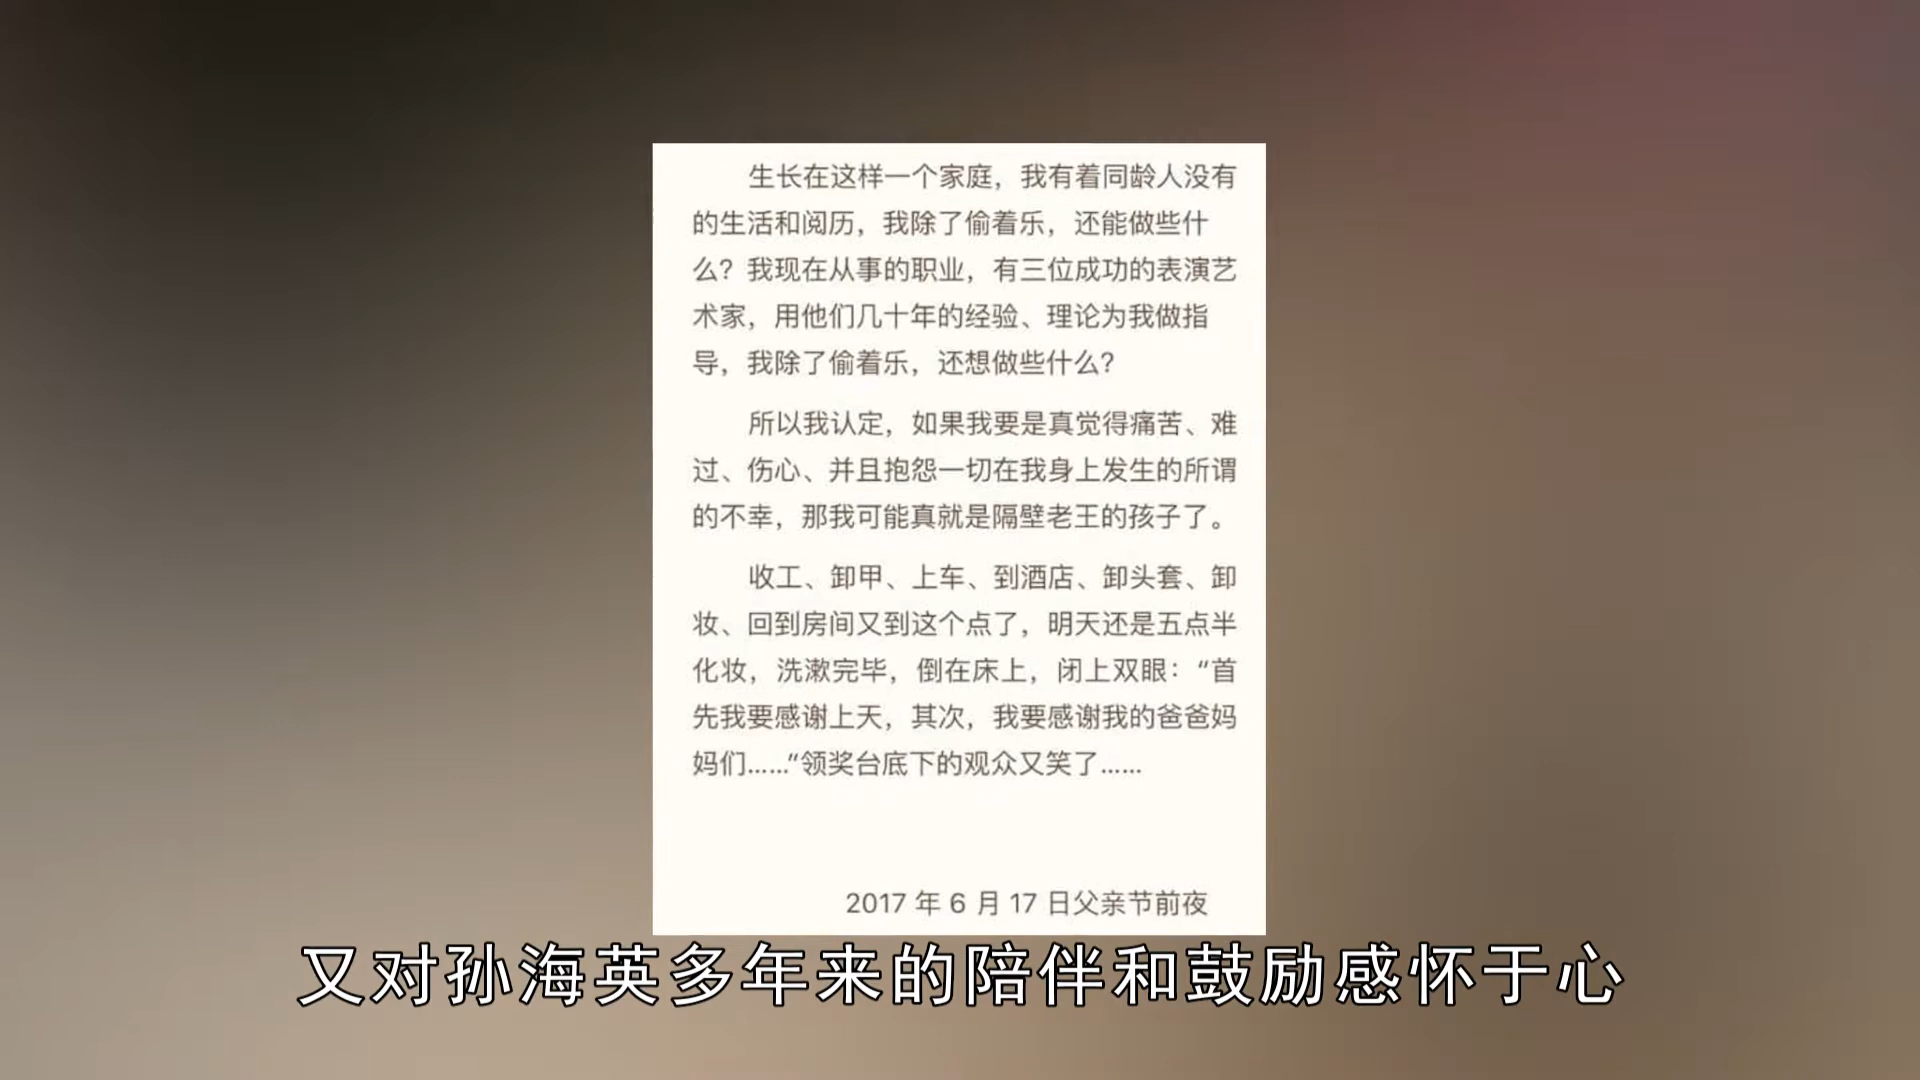 生长在这样一个家庭，我有着同龄人没有
的生活和阅历，我除了偷着乐，还能做些什
么？我现在从事的职业，有三位成功的表演艺
术家，用他们几十年的经验、理论为我做指
导，我除了偷着乐，还想做些什么？
所以我认定，如果我要是真觉得痛苦、难
过、伤心、并且抱怨一切在我身上发生的所谓
的不幸，那我可能真就是隔壁老王的孩子了。
收工、卸甲、上车、到酒店、卸头套、卸
妆、回到房间又到这个点了，明天还是五点半
化妆，洗漱完毕，倒在床上，闭上双眼：“首
先我要感谢上天，其次，我要感谢我的爸爸妈
妈们……”领奖台底下的观众又笑了……
2017 年 6 月 17 日父亲节前夜
又对孙海英多年来的陪伴和鼓励感怀于心